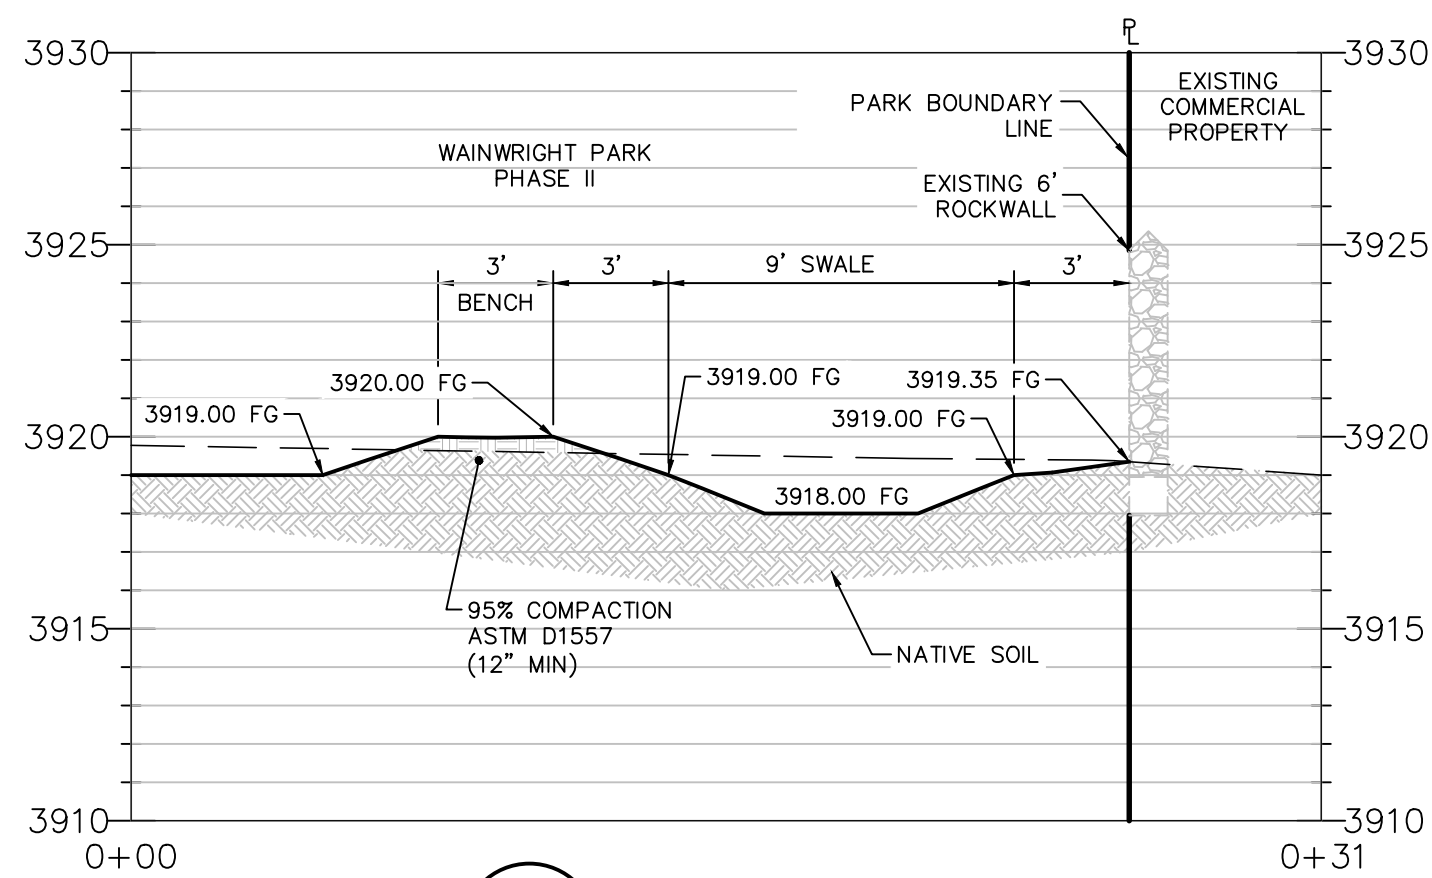 PL
3930
3930
EXISTING
COMMERCIAL
PROPERTY
PARK BOUNDARY
LINE
WAINWRIGHT PARK
PHASE II
EXISTING 6'
ROCKWALL
3925
3925
3'
3'
9' SWALE
3'
BENCH
3920.00 FG
3919.00 FG
3919.35 FG
3919.00 FG
3919.00 FG
3920
3920
3918.00 FG
95% COMPACTION
ASTM D1557
(12" MIN)
3915
3915
NATIVE SOIL
3910
3910
0+00
0+31